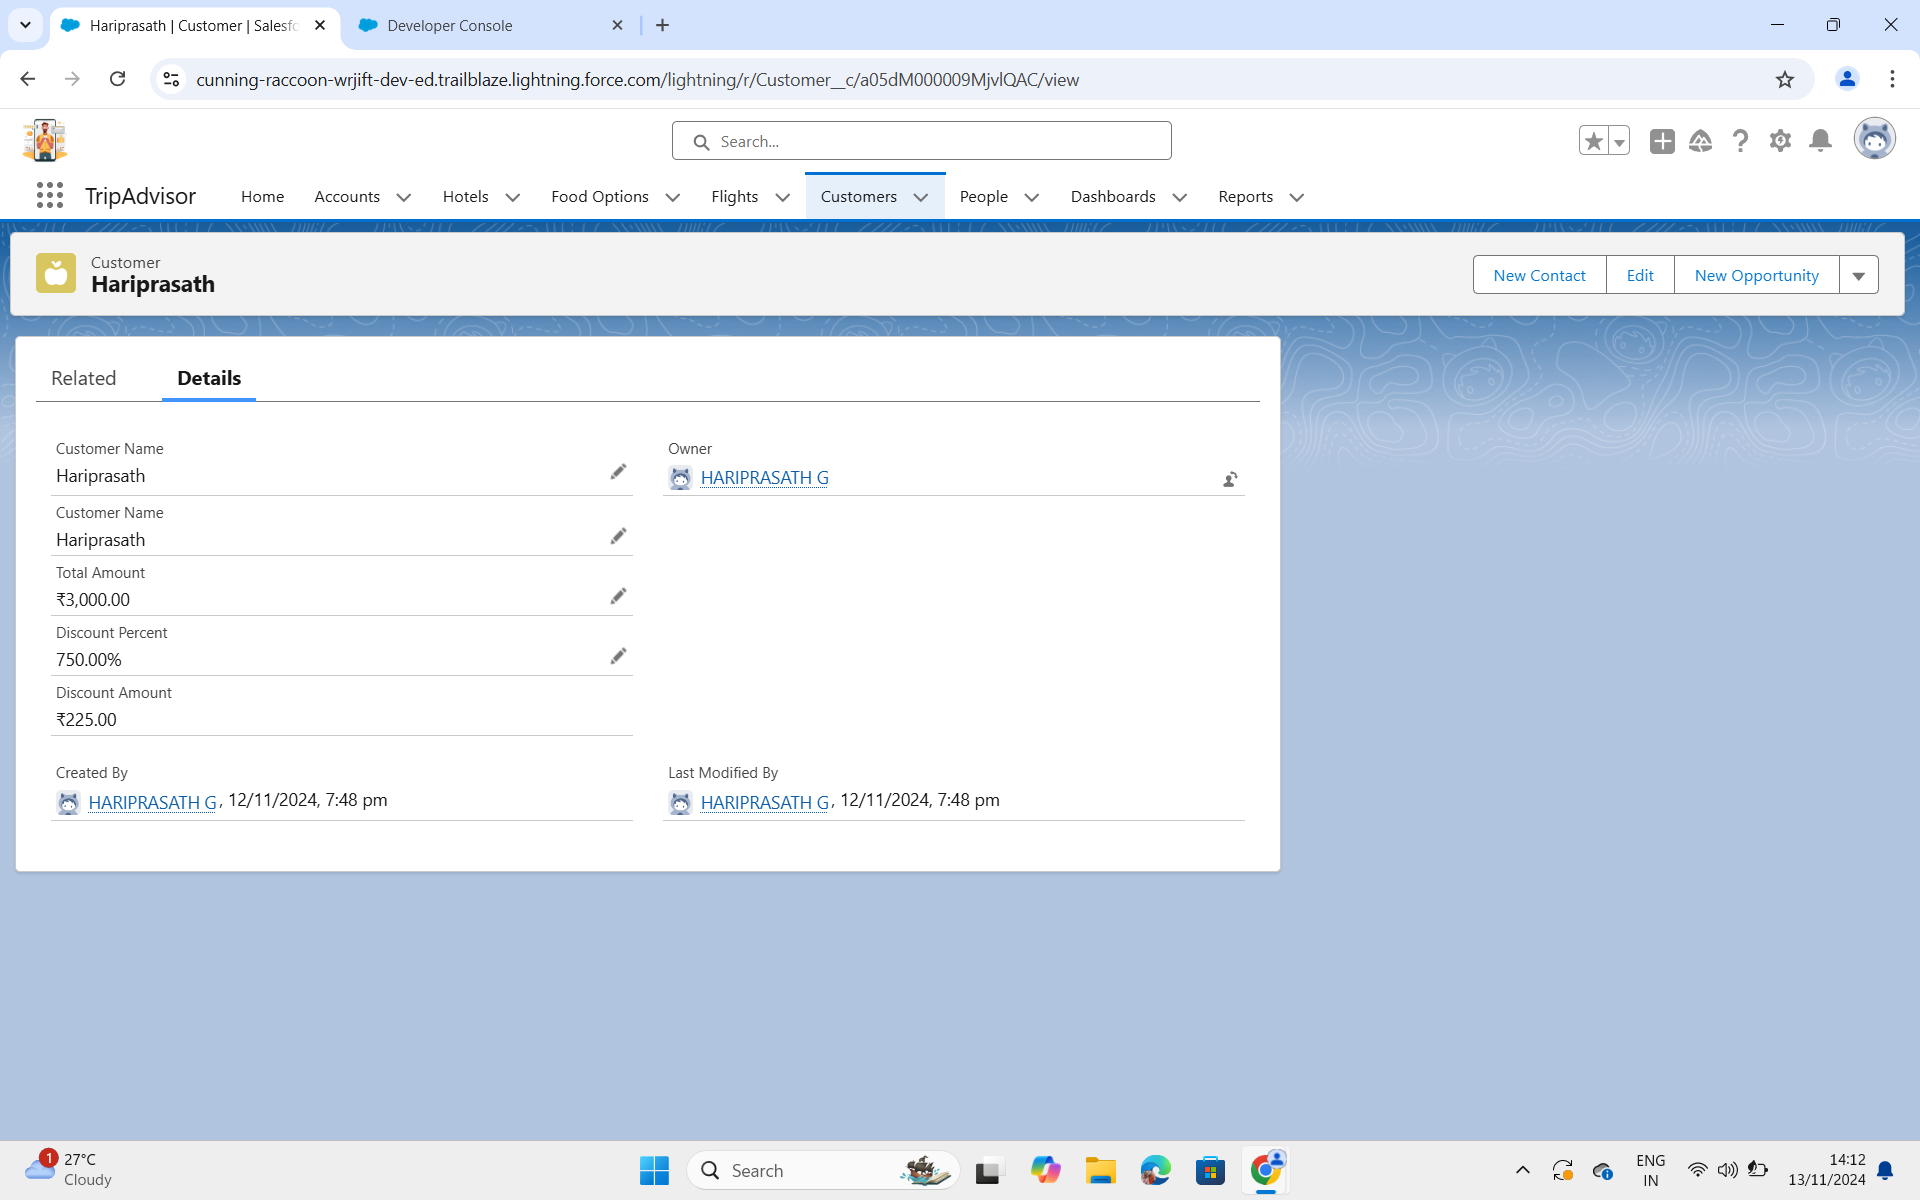 Hariprasath | Customer | Salesfo
Developer Console
cunning-raccoon-wrjift-dev-ed.trailblaze.lightning.force.com/lightning/r/Customer__c/a05dM000009MjvlQAC/view
Search...
TripAdvisor Home Accounts Hotels Food Options Flights Customers People Dashboards Reports
Customer
Hariprasath
New Contact Edit New Opportunity
Related Details
Customer Name
Hariprasath
Owner
HARIPRASATH G
Customer Name
Hariprasath
Total Amount
₹3,000.00
Discount Percent
750.00%
Discount Amount
₹225.00
Created By
HARIPRASATH G, 12/11/2024, 7:48 pm
Last Modified By
HARIPRASATH G, 12/11/2024, 7:48 pm
1
27°C
Cloudy
Search
ENG
IN
14:12
13/11/2024